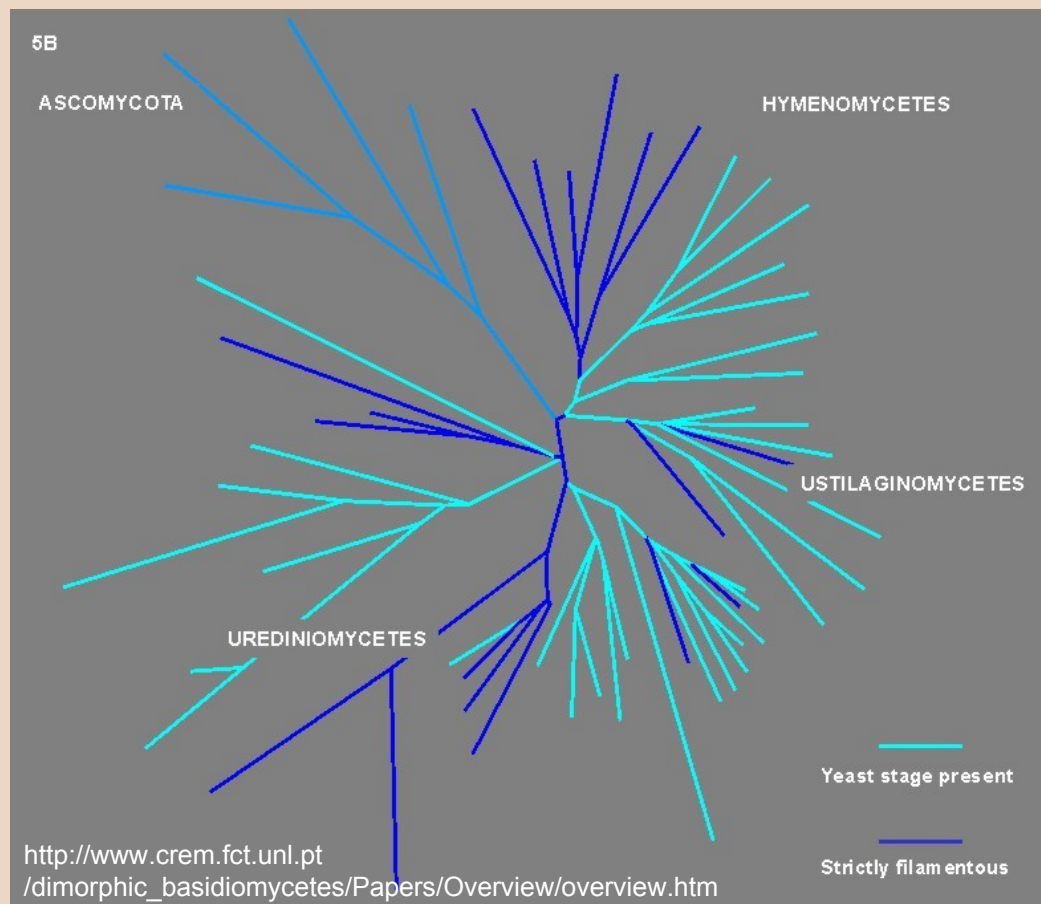 5B
ASCOMYCOTA
HYMENOMYCETES
USTILAGINOMYCETES
UREDINIOMYCETES
Yeast stage present
Strictly filamentous
http://www.crem.fct.unl.pt
/dimorphic_basidiomycetes/Papers/Overview/overview.htm